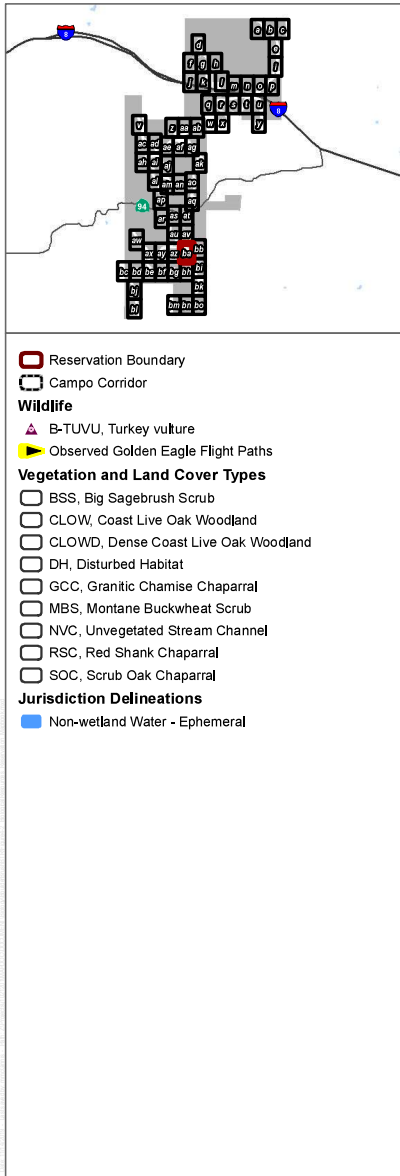 8
a b c
d
e
f g h
i
j k l m n o p
q r s t u
8
v z aa ab w x y
ac ad ae af ag
ah ai aj ak
al am an ao
94 ap aq
ar as at
au av
aw
ax ay az ba bb
bc bd be bf bg bh bi
bj bk
bl bm bn bo
Reservation Boundary
Campo Corridor
Wildlife
B-TUVU, Turkey vulture
Observed Golden Eagle Flight Paths
Vegetation and Land Cover Types
BSS, Big Sagebrush Scrub
CLOW, Coast Live Oak Woodland
CLOWD, Dense Coast Live Oak Woodland
DH, Disturbed Habitat
GCC, Granitic Chamise Chaparral
MBS, Montane Buckwheat Scrub
NVC, Unvegetated Stream Channel
RSC, Red Shank Chaparral
SOC, Scrub Oak Chaparral
Jurisdiction Delineations
Non-wetland Water - Ephemeral